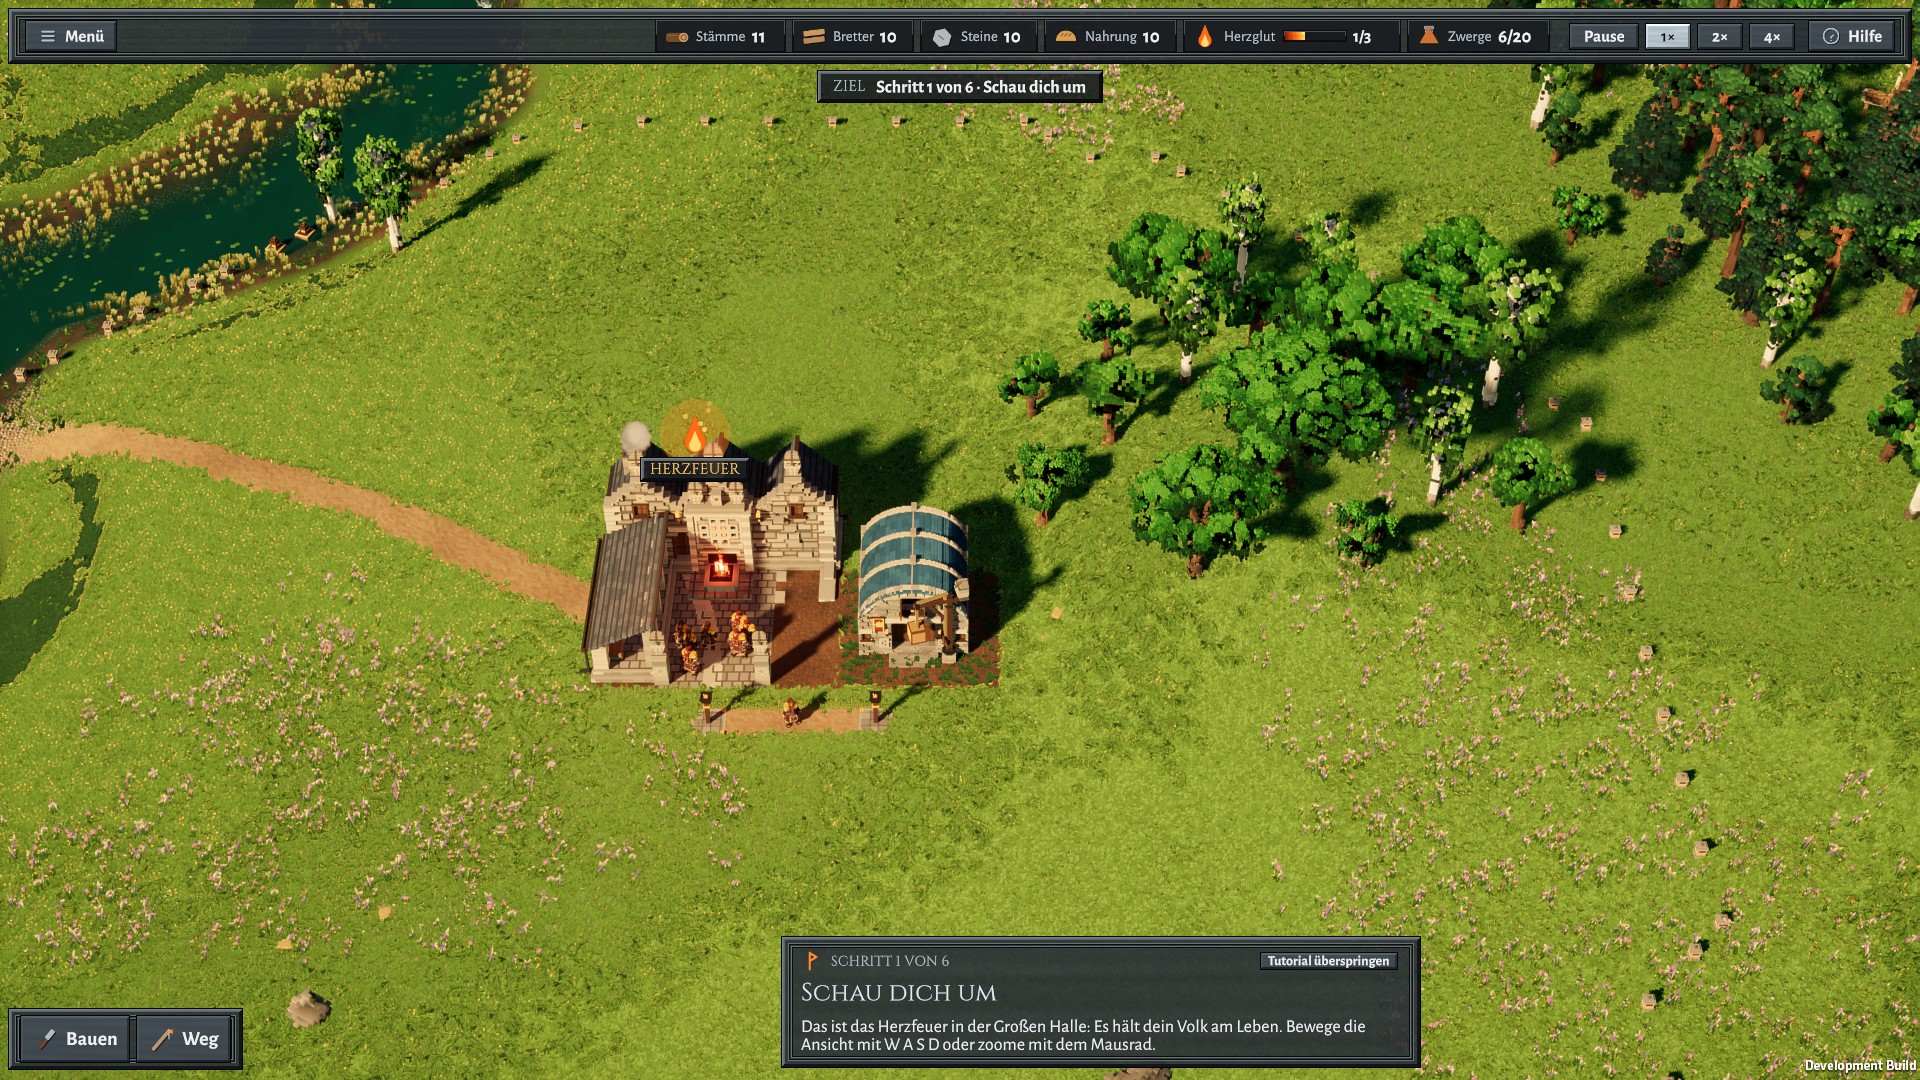 Menü
Stämme 11
Bretter 10
Steine 10
Nahrung 10
Herzglut 1/3
Zwerge 6/20
Pause
1×
2×
4×
Hilfe
ZIEL Schritt 1 von 6 · Schau dich um
HERZFEUER
SCHRITT 1 VON 6
Tutorial überspringen
SCHAU DICH UM
Das ist das Herzfeuer in der Großen Halle: Es hält dein Volk am Leben. Bewege die
Ansicht mit W A S D oder zoome mit dem Mausrad.
Bauen
Weg
Development Build